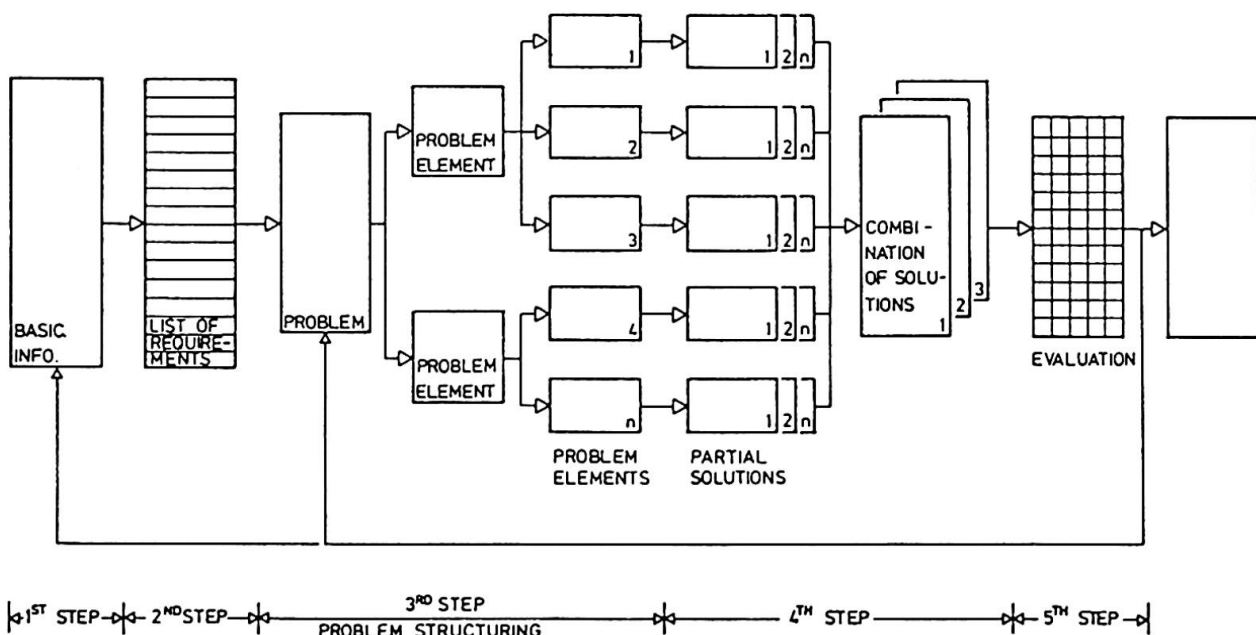 BASIC
INFO.
LIST OF
REQUIRE-
MENTS
PROBLEM
PROBLEM
ELEMENT
PROBLEM
ELEMENT
1
2
3
4
n
PROBLEM
ELEMENTS
1 2 n
1 2 n
1 2 n
1 2 n
1 2 n
PARTIAL
SOLUTIONS
COMBI-
NATION
OF SOLU-
TIONS
1
2
3
EVALUATION
1ST STEP
2ND STEP
3RD STEP
PROBLEM STRUCTURING
4TH STEP
5TH STEP